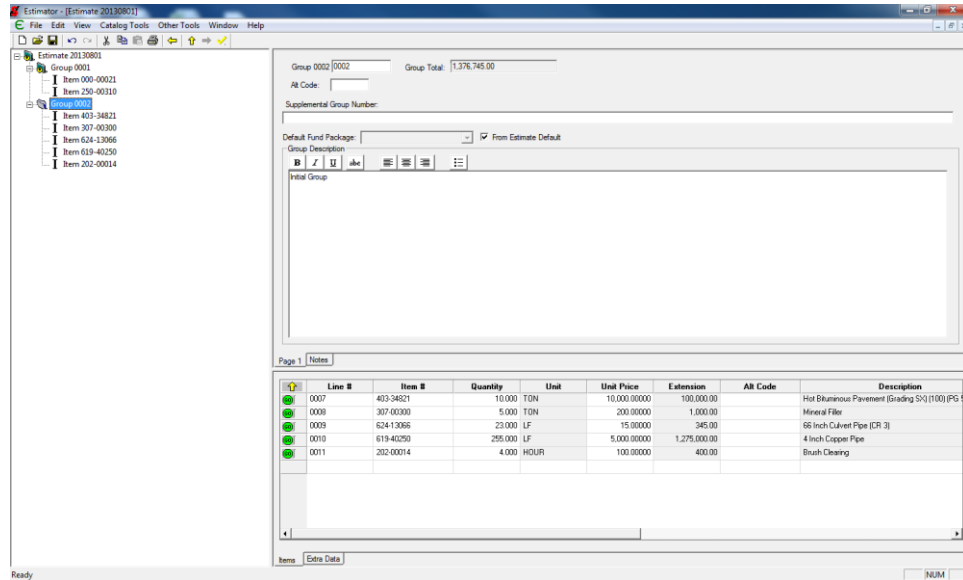 Estimator - [Estimate 20130801]
File Edit View Catalog Tools Other Tools Window Help
Estimate 20130801
Group 0001
Item 000-00021
Item 250-00310
Group 0002
Item 403-34821
Item 307-00300
Item 624-13066
Item 619-40250
Item 202-00014
Group 0002 0002 Group Total: 1,376,745.00
Alt Code:
Supplemental Group Number:
Default Fund Package: From Estimate Default
Group Description
B I U abc
Initial Group
Page 1 Notes
Line # Item # Quantity Unit Unit Price Extension Alt Code Description
GO 0007 403-34821 10.000 TON 10,000.00000 100,000.00 Hot Bituminous Pavement (Grading SX) (100) (PG
GO 0008 307-00300 5.000 TON 200.00000 1,000.00 Mineral Filler
GO 0009 624-13066 23.000 LF 15.00000 345.00 66 Inch Culvert Pipe (CR 3)
GO 0010 619-40250 255.000 LF 5,000.00000 1,275,000.00 4 Inch Copper Pipe
GO 0011 202-00014 4.000 HOUR 100.00000 400.00 Brush Clearing
Items Extra Data
Ready NUM